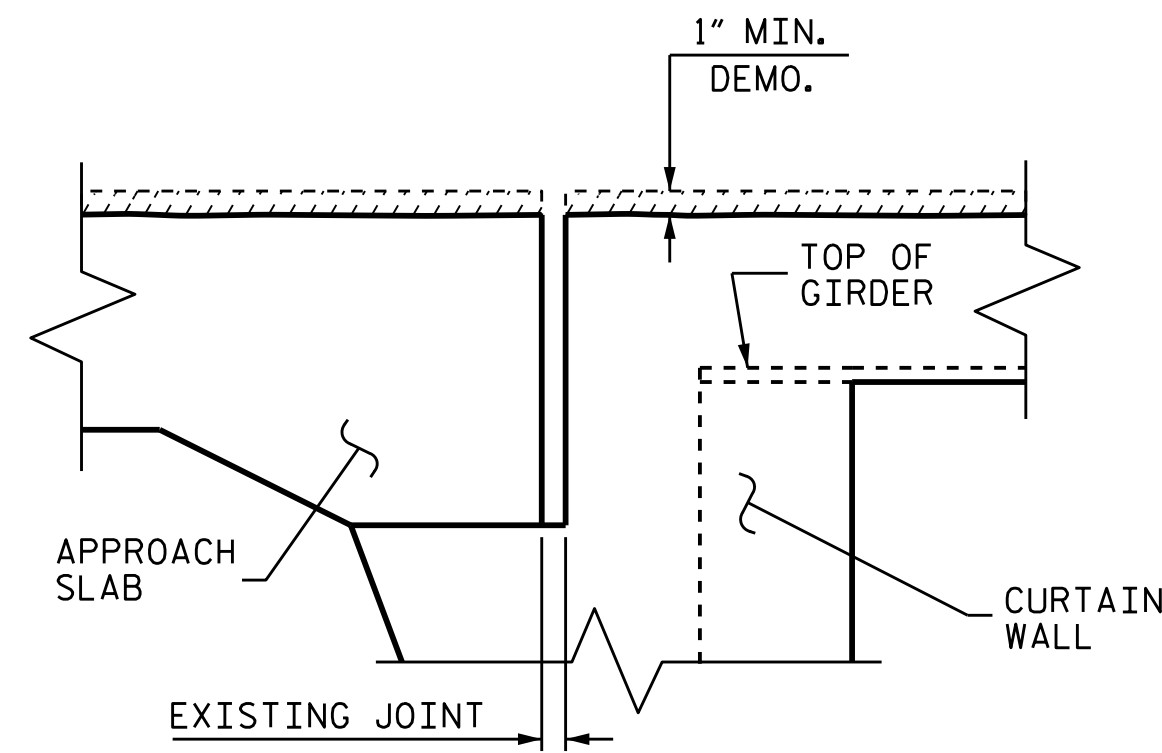 1" MIN.
DEMO.
TOP OF
GIRDER
APPROACH
SLAB
CURTAIN
WALL
EXISTING JOINT